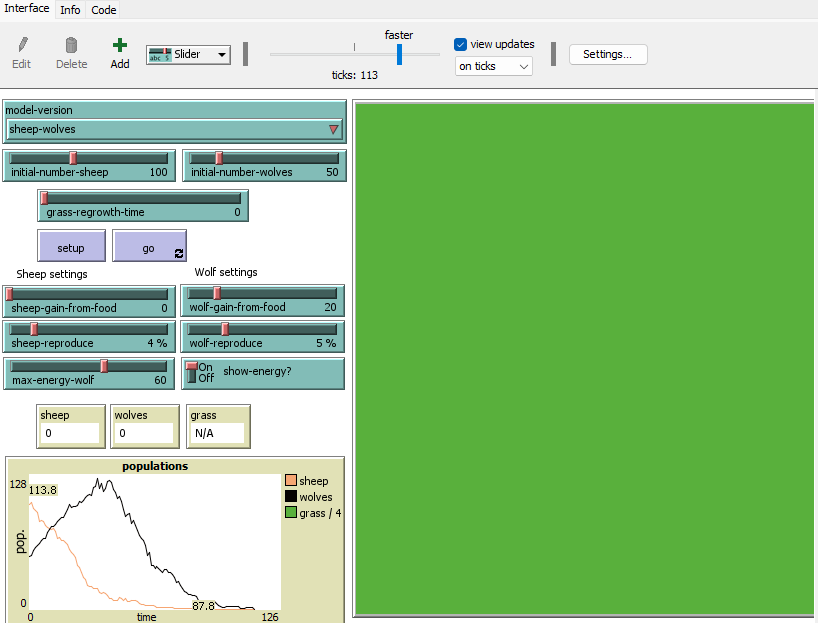 Interface Info Code
Edit Delete Add abc 5 Slider
faster
ticks: 113
view updates
on ticks
Settings...
model-version
sheep-wolves
initial-number-sheep 100
initial-number-wolves 50
grass-regrowth-time 0
setup go
Sheep settings
Wolf settings
sheep-gain-from-food 0
wolf-gain-from-food 20
sheep-reproduce 4 %
wolf-reproduce 5 %
max-energy-wolf 60
On
Off
show-energy?
sheep
0
wolves
0
grass
N/A
populations
128
113.8
pop.
0
87.8
0
time
126
sheep
wolves
grass / 4